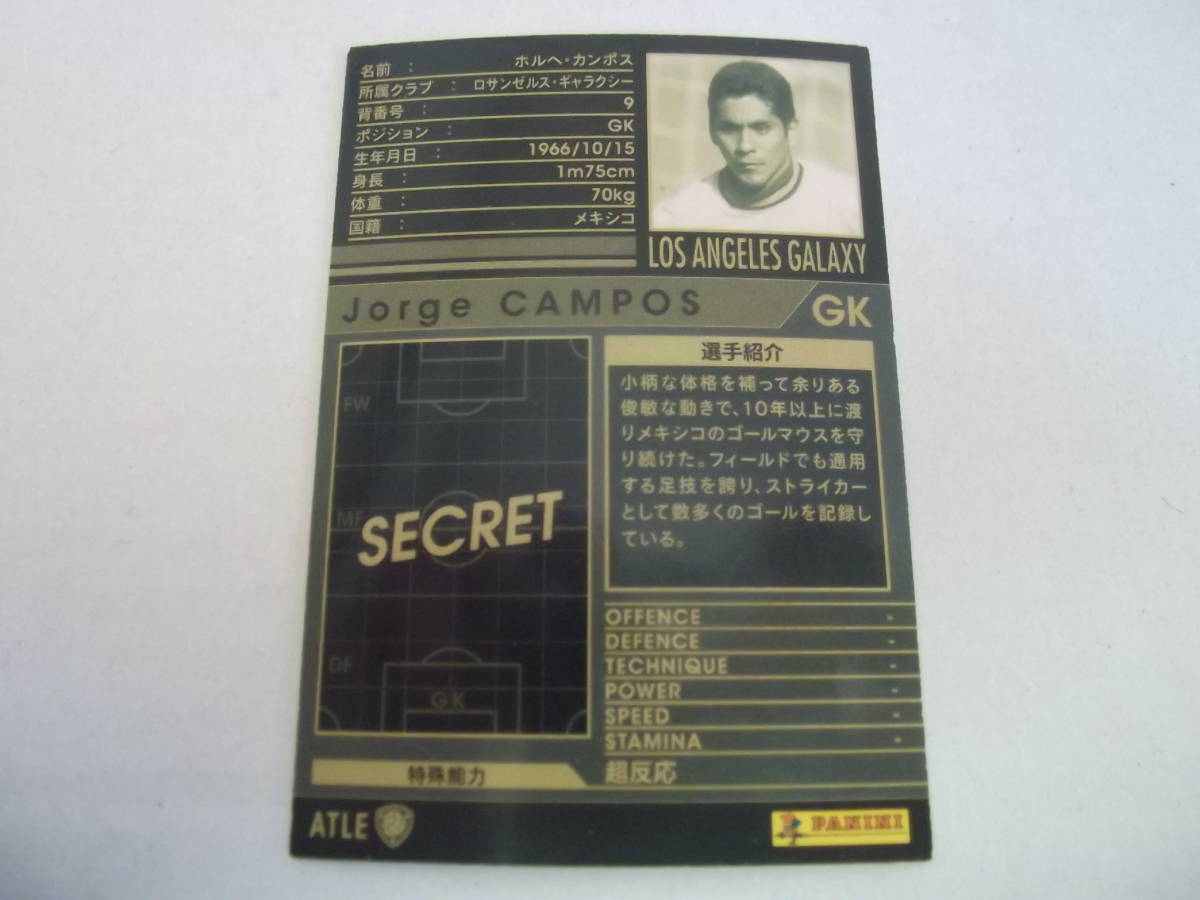 名前 : ホルヘ・カンポス
所属クラブ : ロサンゼルス・ギャラクシー
背番号 : 9
ポジション : GK
生年月日 : 1966/10/15
身長 : 1m75cm
体重 : 70kg
国籍 : メキシコ
LOS ANGELES GALAXY
Jorge CAMPOS
GK
FW
MF
SECRET
DF
GK
選手紹介
小柄な体格を補って余りある
俊敏な動きで、10年以上に渡
りメキシコのゴールマウスを守
り続けた。フィールドでも通用
する足技を誇り、ストライカー
として数多くのゴールを記録し
ている。
OFFENCE -
DEFENCE -
TECHNIQUE -
POWER -
SPEED -
STAMINA -
特殊能力 超反応
ATLE
PANINI